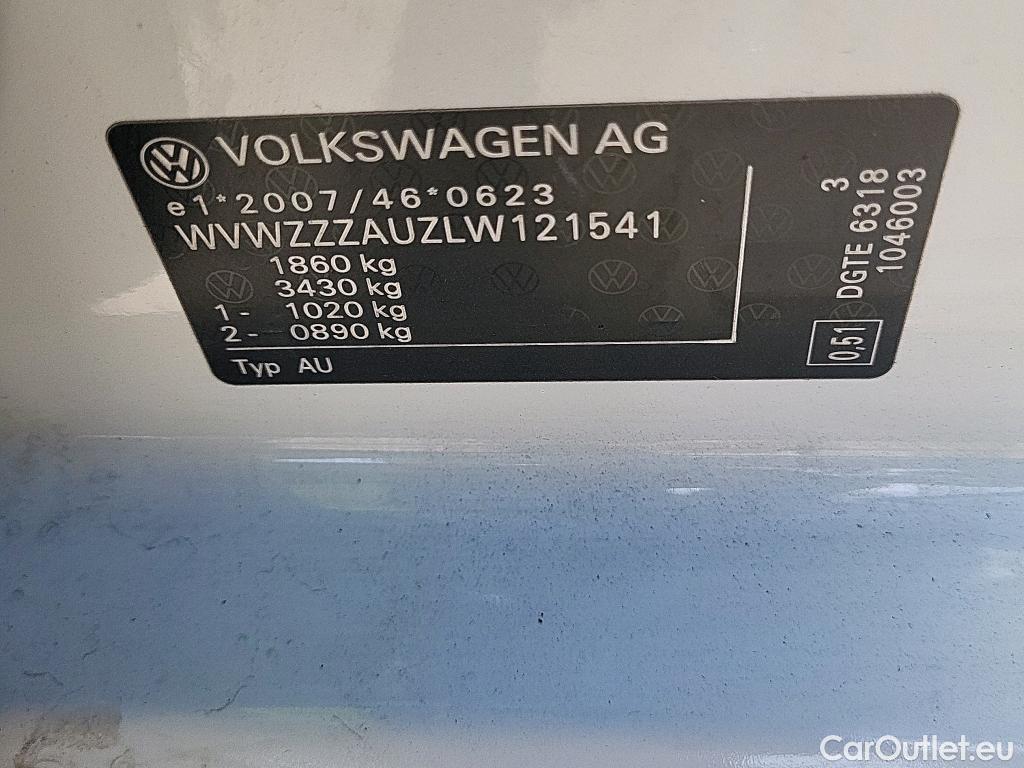 VOLKSWAGEN AG
e1*2007/46*0623
WVWZZZAUZLW121541
1860 kg
3430 kg
1- 1020 kg
2- 0890 kg
Typ AU
3
DGTE 6318
1046003
0,51
CarOutlet.eu